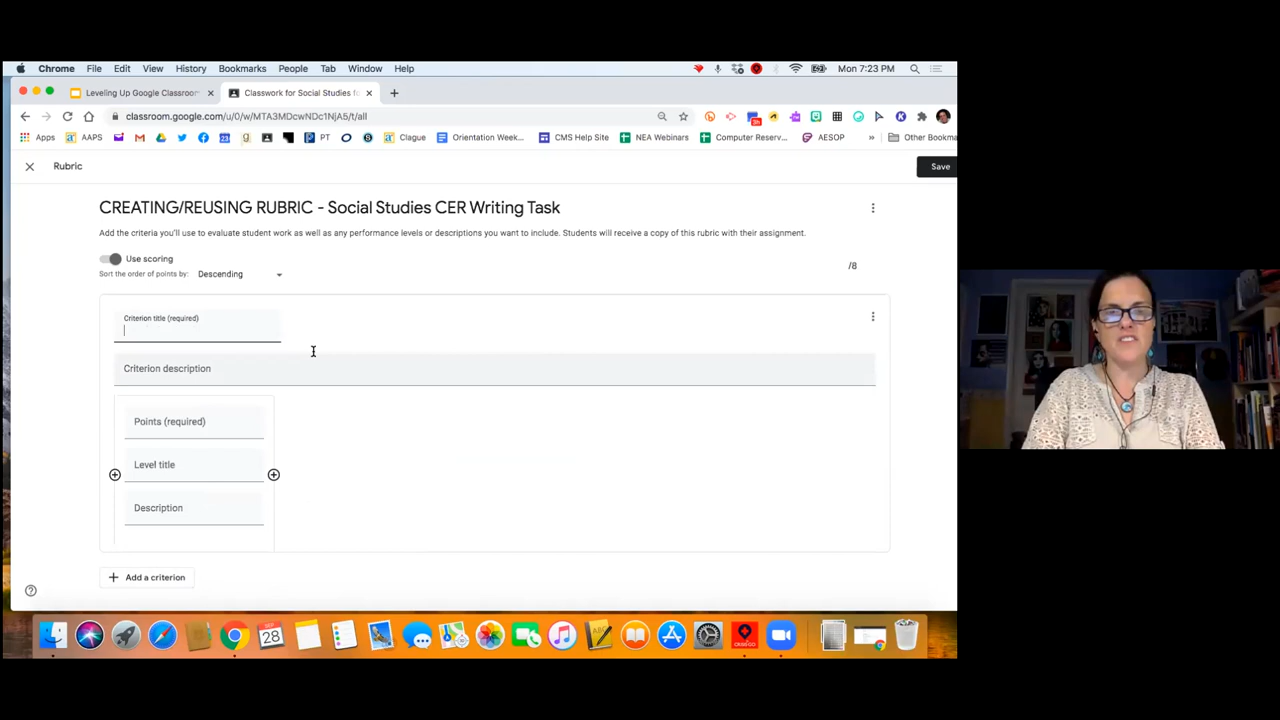 Chrome File Edit View History Bookmarks People Tab Window Help Mon 7:23 PM
Leveling Up Google Classroom Classwork for Social Studies fo
classroom.google.com/u/0/w/MTA3MDcwNDc1NjA5/t/all
Apps AAPS 23 PT Clague Orientation Week... CMS Help Site NEA Webinars Computer Reserv... AESOP » Other Bookma
Rubric Save
CREATING/REUSING RUBRIC - Social Studies CER Writing Task
Add the criteria you'll use to evaluate student work as well as any performance levels or descriptions you want to include. Students will receive a copy of this rubric with their assignment.
Use scoring
Sort the order of points by: Descending /8
Criterion title (required)
Criterion description
Points (required)
Level title
Description
+ Add a criterion
SEP
28